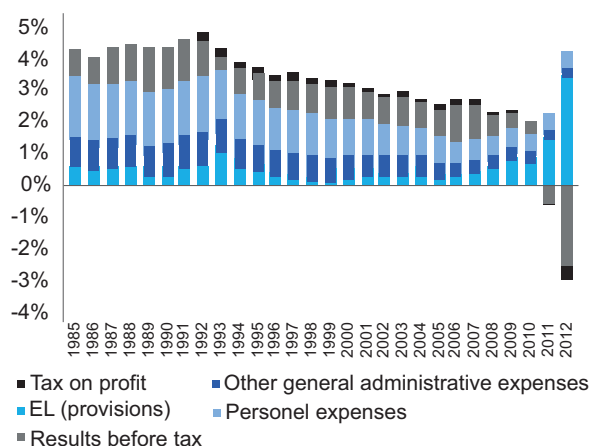 5%
4%
3%
2%
1%
0%
-1%
-2%
-3%
-4%
1985 1986 1987 1988 1989 1990 1991 1992 1993 1994 1995 1996 1997 1998 1999 2000 2001 2002 2003 2004 2005 2006 2007 2008 2009 2010 2011 2012
Tax on profit Other general administrative expenses
EL (provisions) Personel expenses
Results before tax